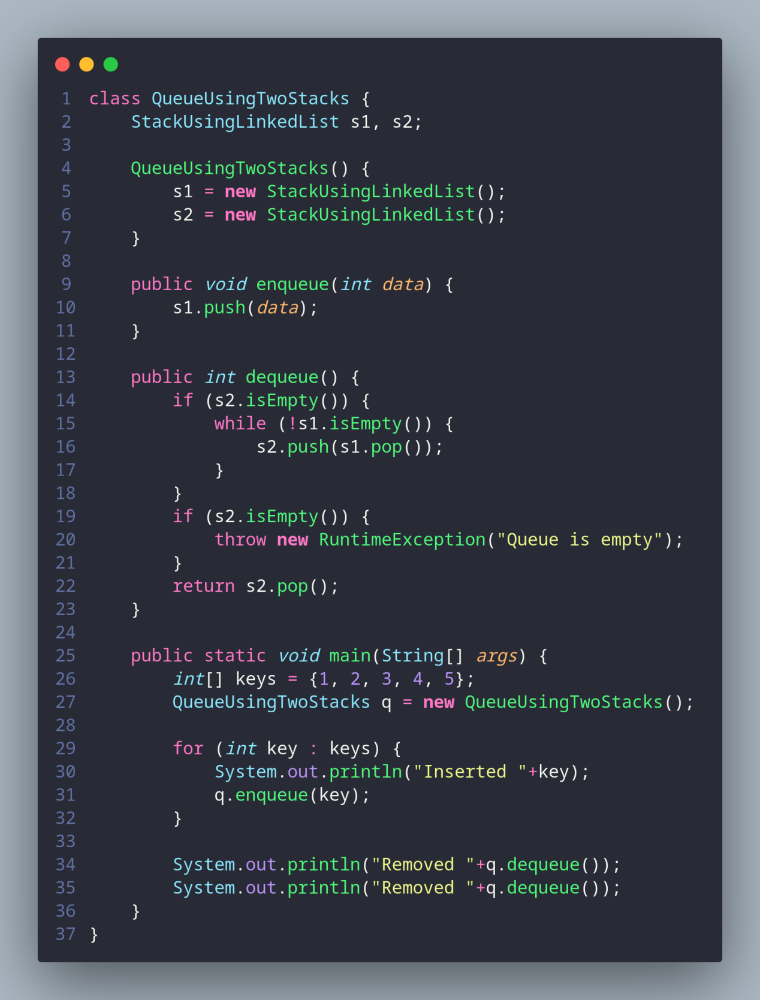 1 class QueueUsingTwoStacks {
2     StackUsingLinkedList s1, s2;
3
4     QueueUsingTwoStacks() {
5         s1 = new StackUsingLinkedList();
6         s2 = new StackUsingLinkedList();
7     }
8
9     public void enqueue(int data) {
10         s1.push(data);
11     }
12
13     public int dequeue() {
14         if (s2.isEmpty()) {
15             while (!s1.isEmpty()) {
16                 s2.push(s1.pop());
17             }
18         }
19         if (s2.isEmpty()) {
20             throw new RuntimeException("Queue is empty");
21         }
22         return s2.pop();
23     }
24
25     public static void main(String[] args) {
26         int[] keys = {1, 2, 3, 4, 5};
27         QueueUsingTwoStacks q = new QueueUsingTwoStacks();
28
29         for (int key : keys) {
30             System.out.println("Inserted "+key);
31             q.enqueue(key);
32         }
33
34         System.out.println("Removed "+q.dequeue());
35         System.out.println("Removed "+q.dequeue());
36     }
37 }